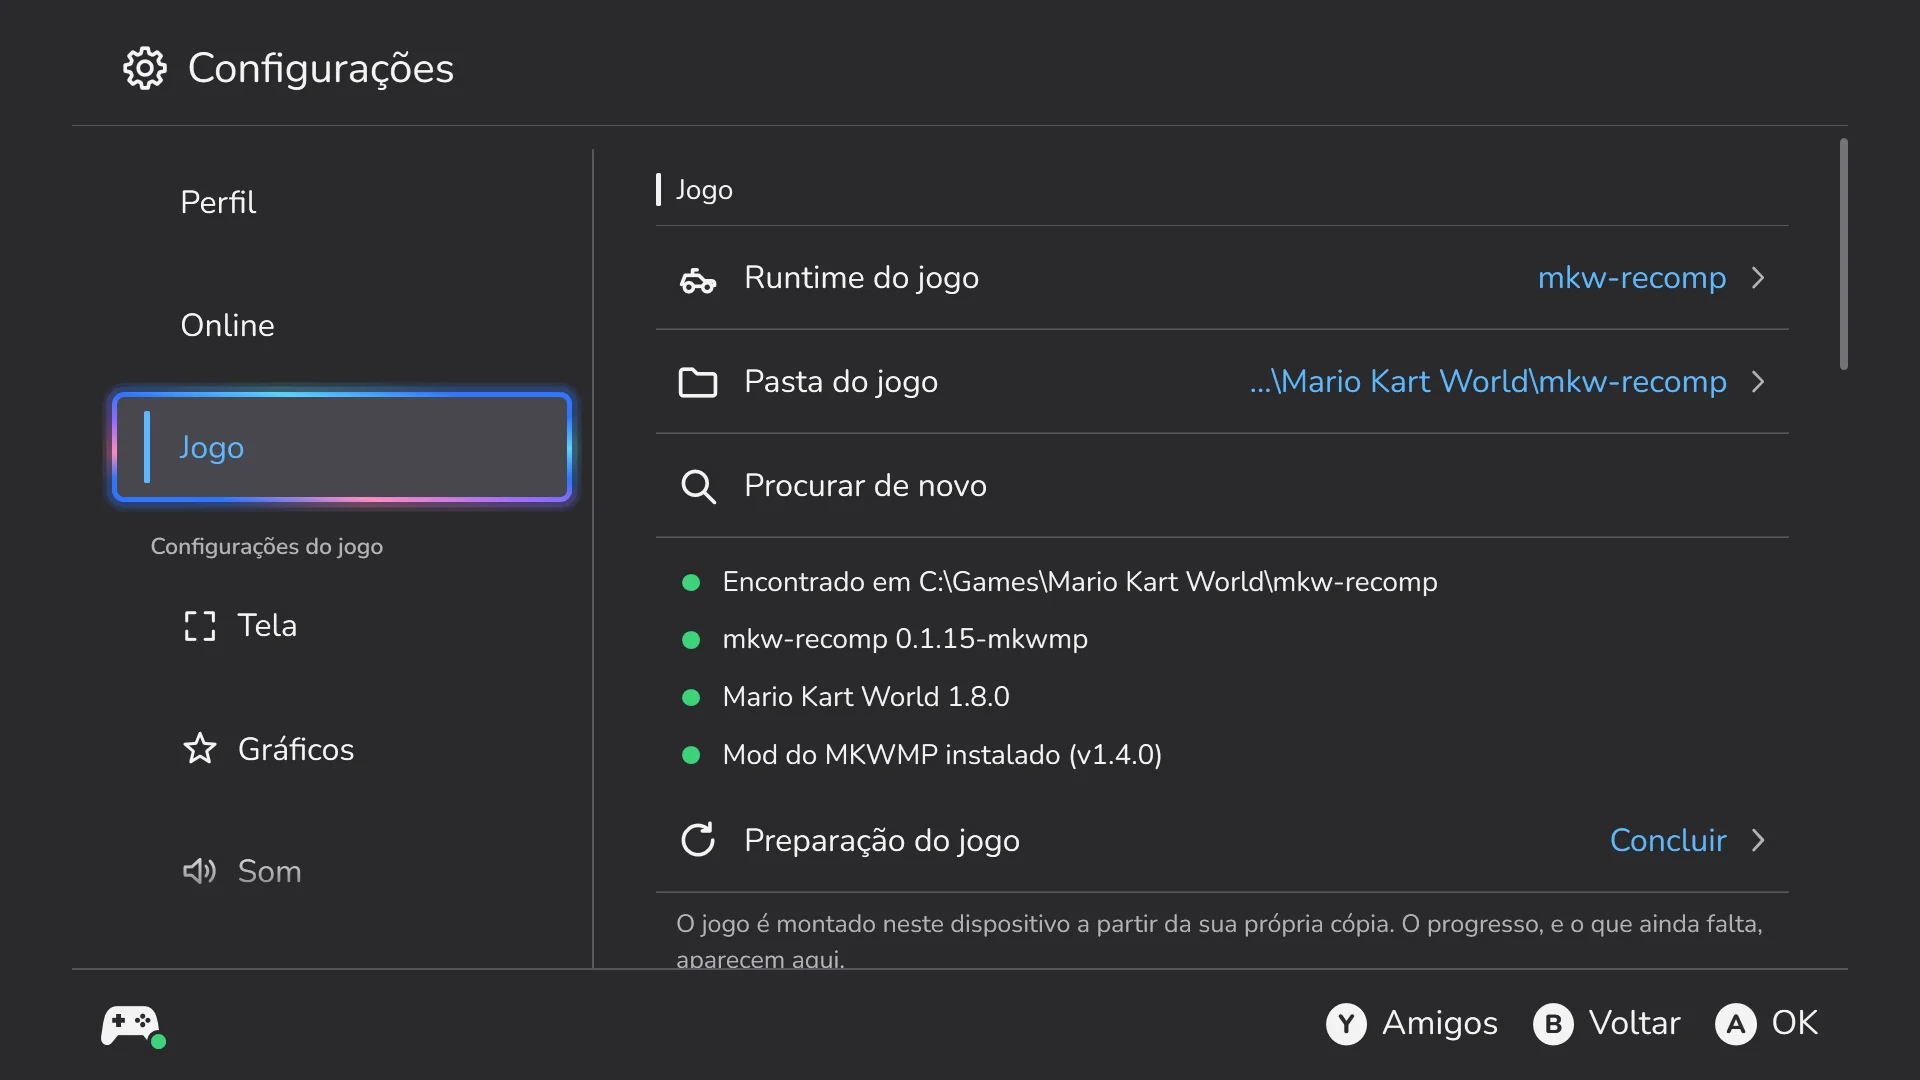 Configurações
Perfil
Online
Jogo
Configurações do jogo
Tela
Gráficos
Som
Jogo
Runtime do jogo mkw-recomp
Pasta do jogo ...\Mario Kart World\mkw-recomp
Procurar de novo
Encontrado em C:\Games\Mario Kart World\mkw-recomp
mkw-recomp 0.1.15-mkwmp
Mario Kart World 1.8.0
Mod do MKWMP instalado (v1.4.0)
Preparação do jogo Concluir
O jogo é montado neste dispositivo a partir da sua própria cópia. O progresso, e o que ainda falta,
aparecem aqui.
Y Amigos B Voltar A OK